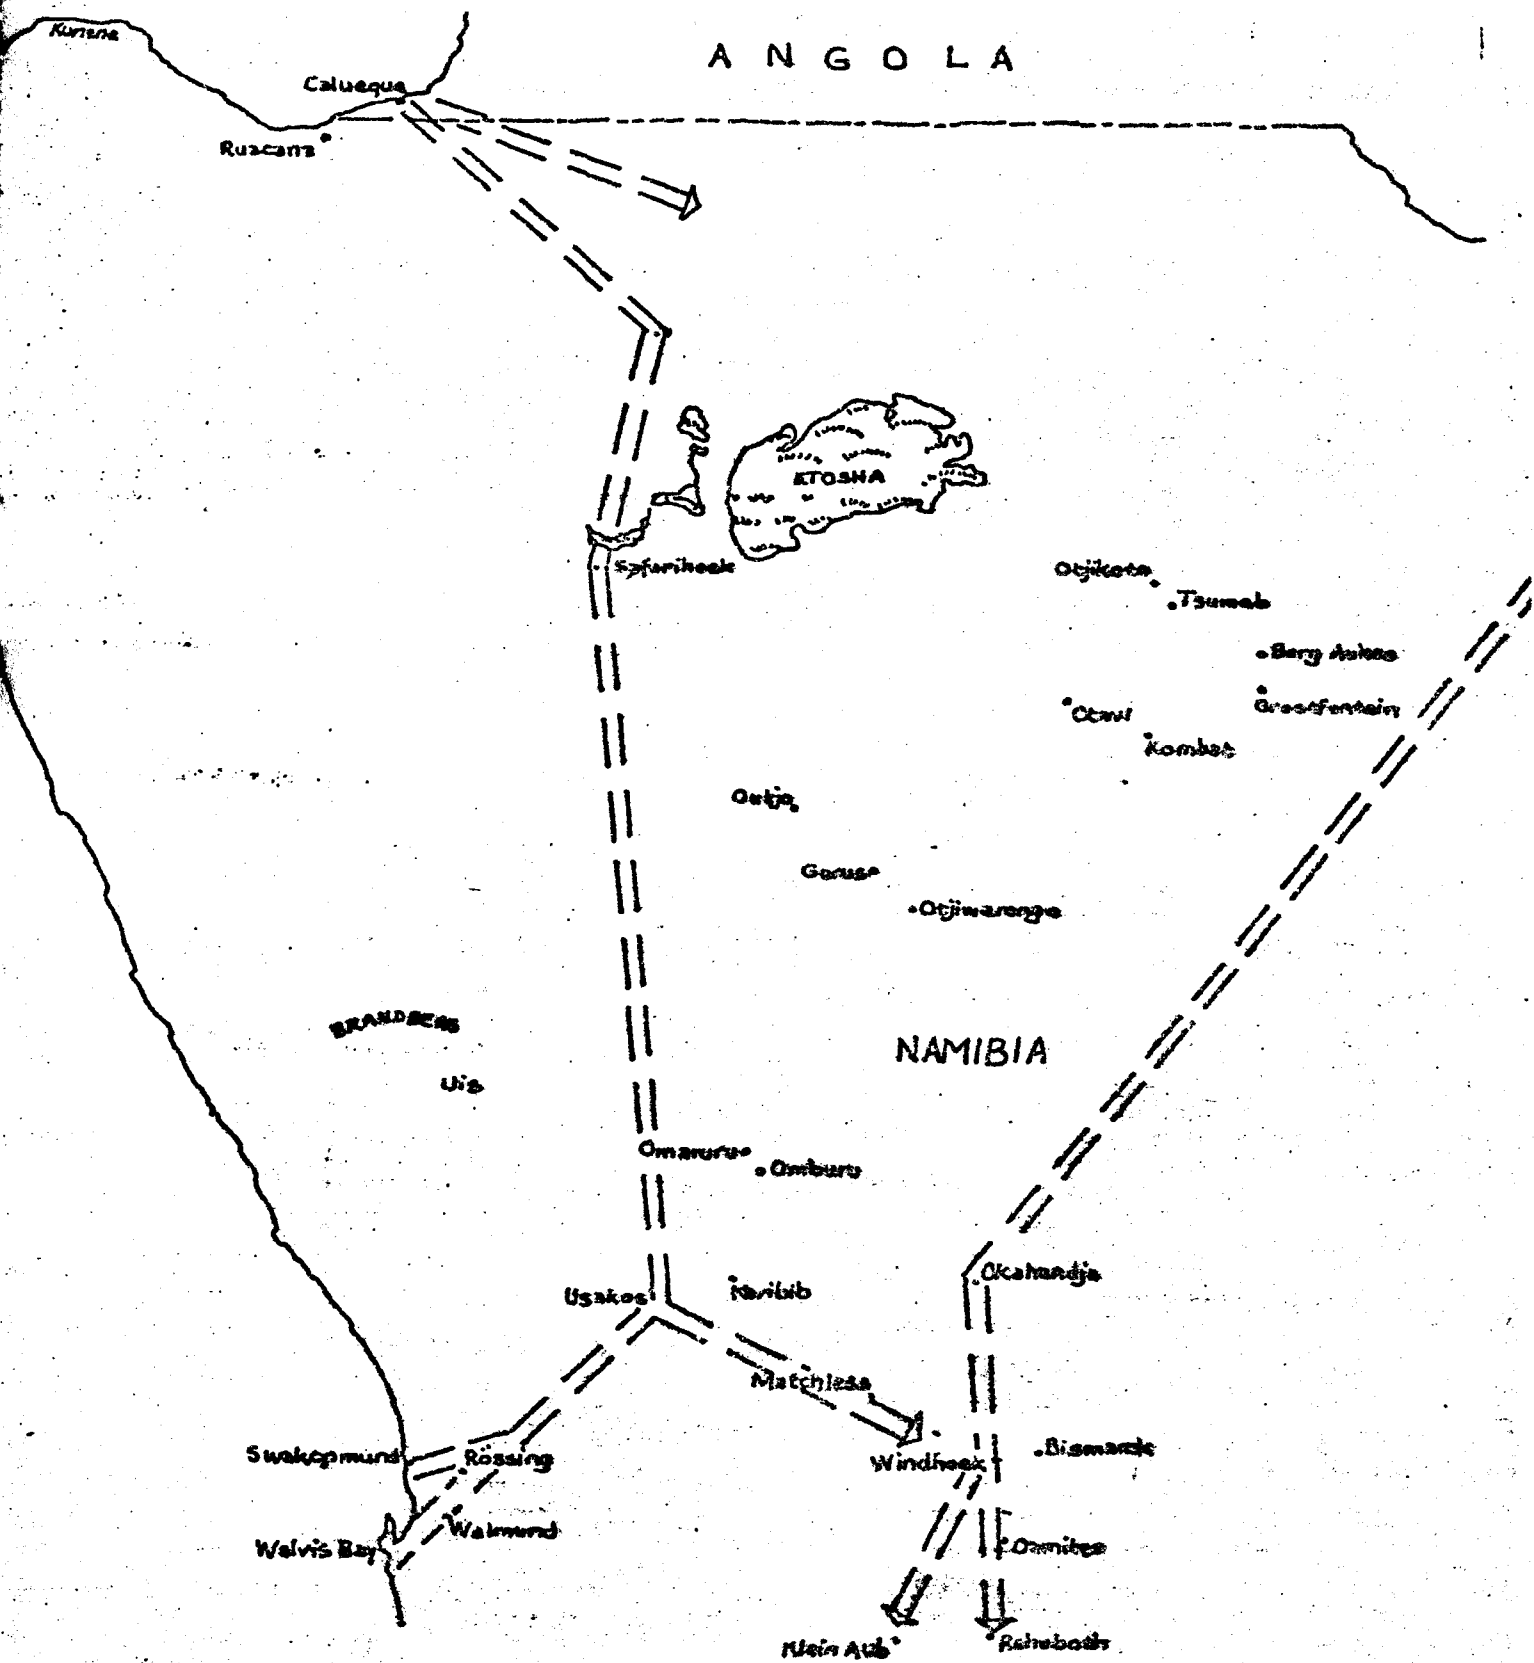 Kunene
ANGOLA
Calueque
Ruacana
ETOSHA
Safarihoek
Otjikoto
Tsumeb
Berg Aukas
Grootfontein
Otavi
Kombat
Outjo
Otjiwarongo
BRANDBERG
NAMIBIA
Uis
Omaruru
Omburu
Okahandja
Usakos
Karibib
Matchless
Swakopmund
Rössing
Windhoek
Bismarck
Walmund
Walvis Bay
Oamites
Klein Aub
Rehoboth